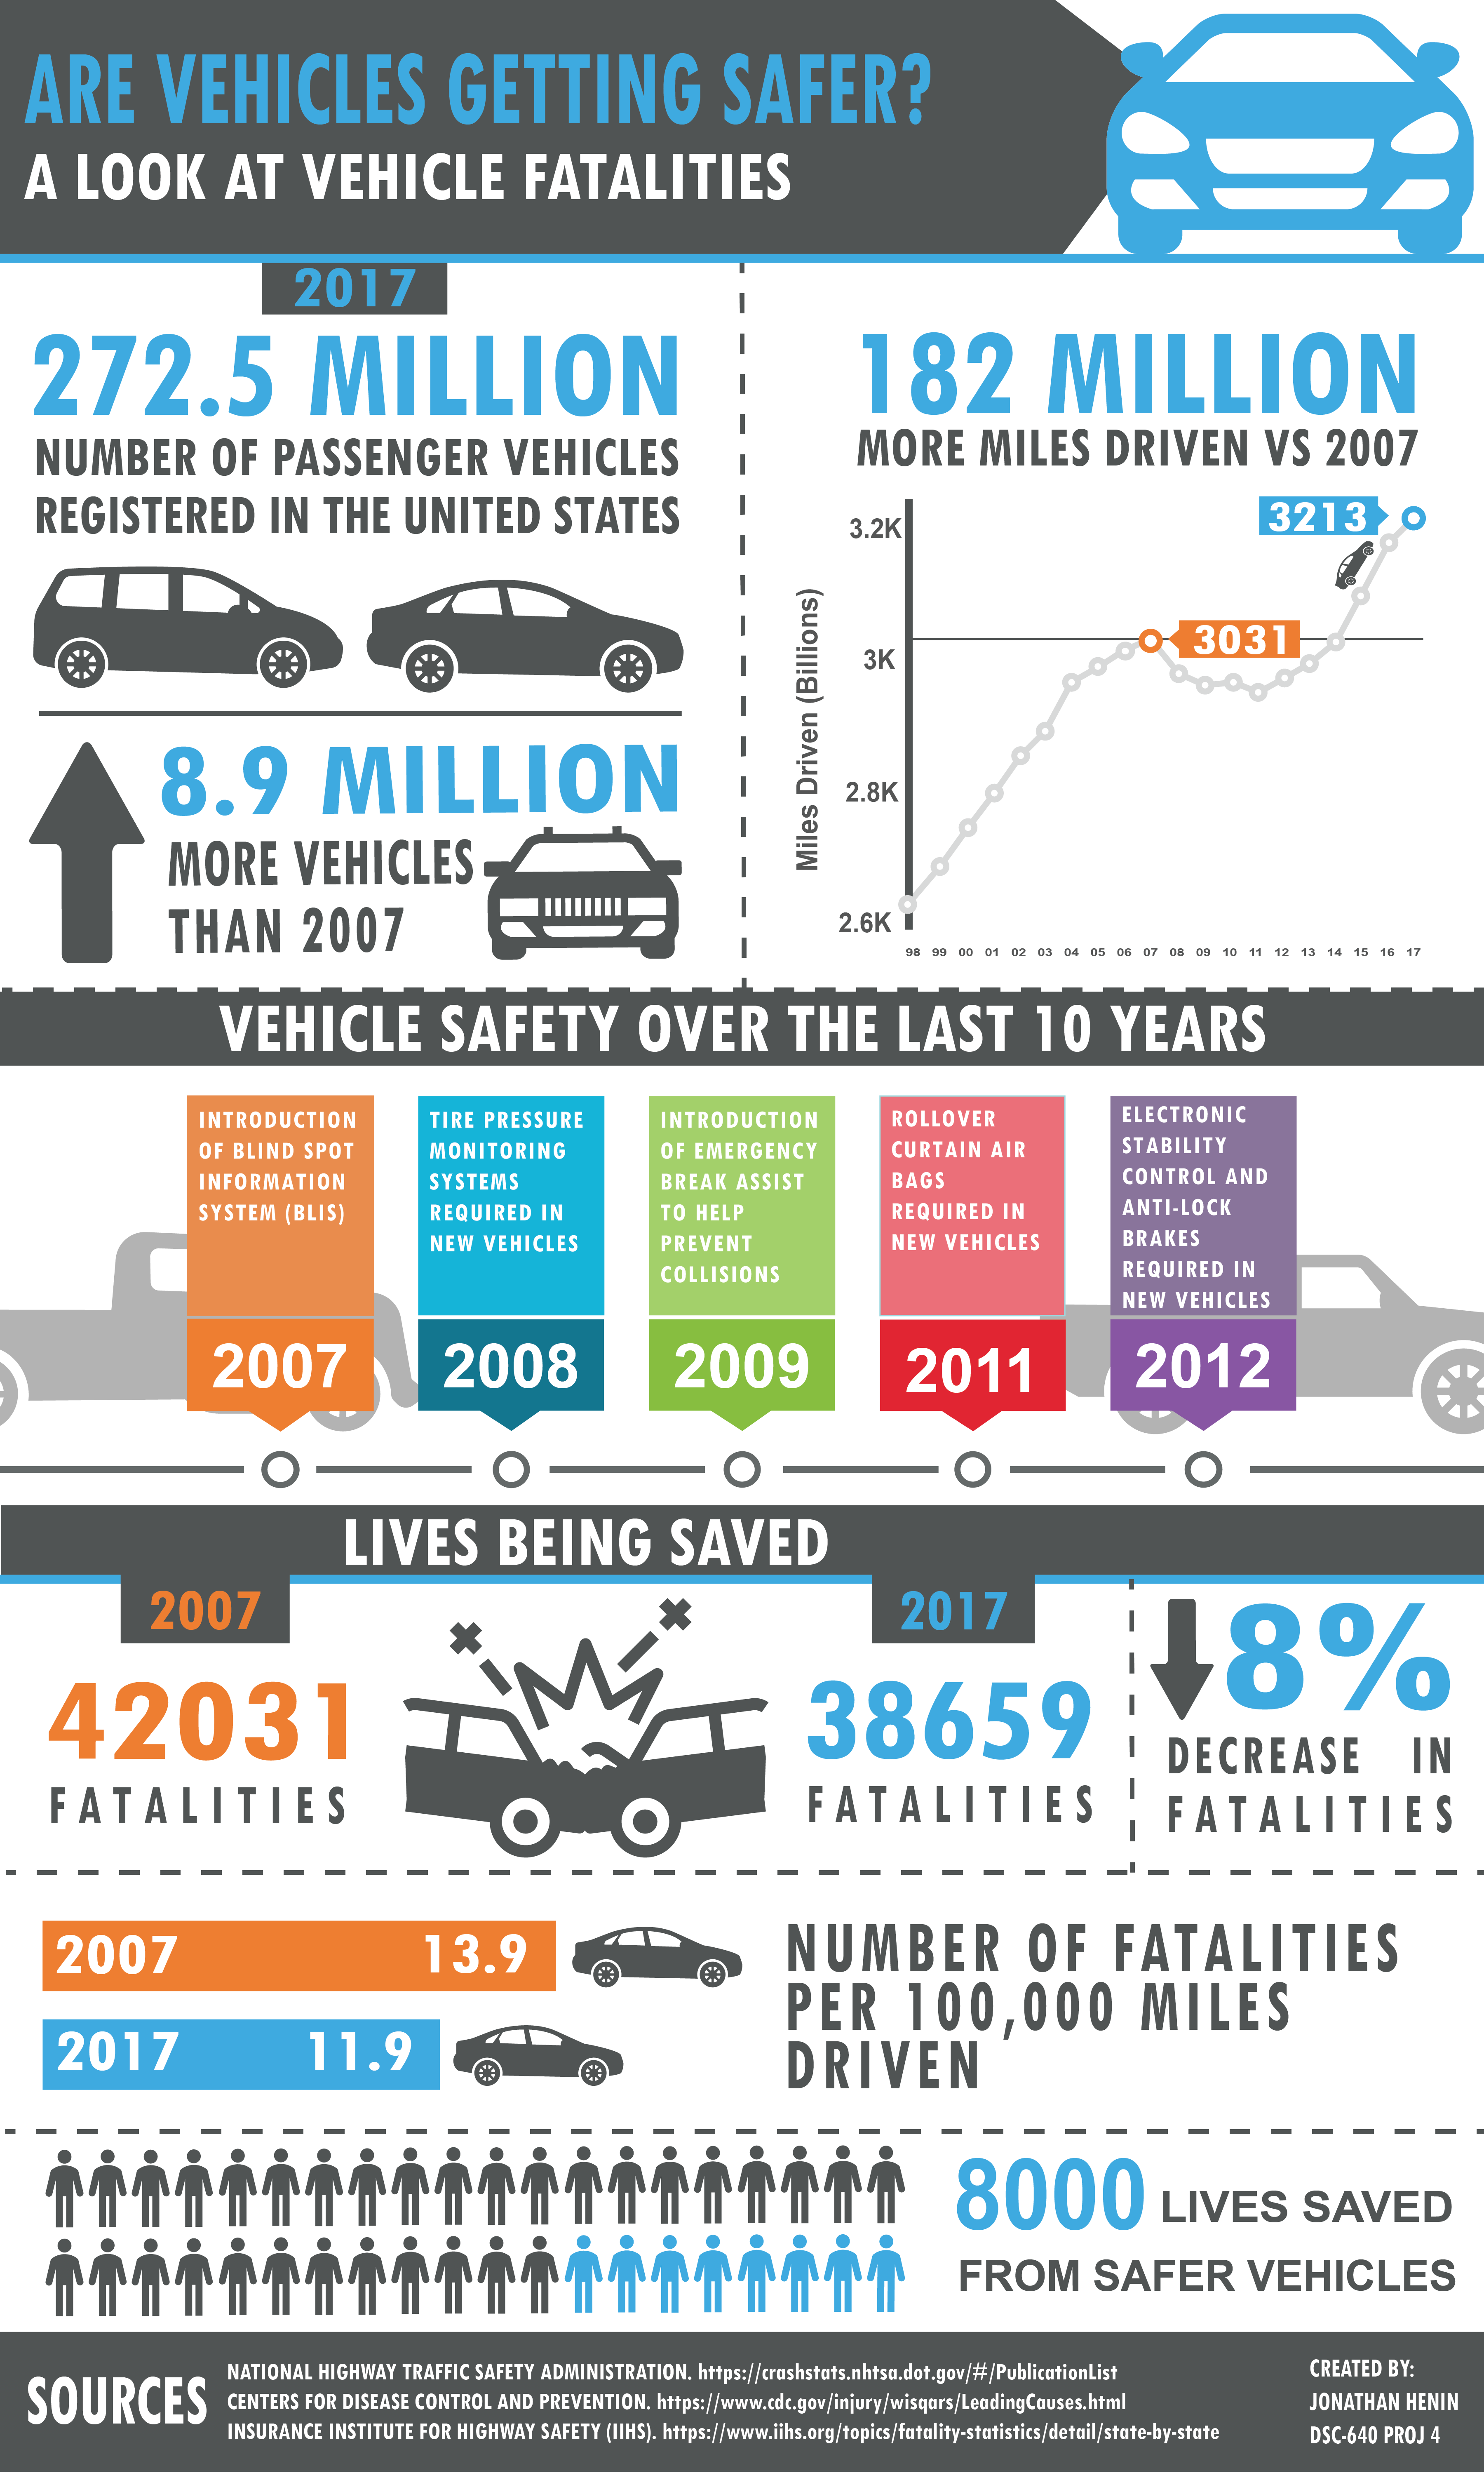 ARE VEHICLES GETTING SAFER?
A LOOK AT VEHICLE FATALITIES
2017
272.5 MILLION
NUMBER OF PASSENGER VEHICLES
REGISTERED IN THE UNITED STATES
8.9 MILLION
MORE VEHICLES
THAN 2007
182 MILLION
MORE MILES DRIVEN VS 2007
Miles Driven (Billions)
3.2K
3K
2.8K
2.6K
3213
3031
98 99 00 01 02 03 04 05 06 07 08 09 10 11 12 13 14 15 16 17
VEHICLE SAFETY OVER THE LAST 10 YEARS
INTRODUCTION
OF BLIND SPOT
INFORMATION
SYSTEM (BLIS)
2007
TIRE PRESSURE
MONITORING
SYSTEMS
REQUIRED IN
NEW VEHICLES
2008
INTRODUCTION
OF EMERGENCY
BREAK ASSIST
TO HELP
PREVENT
COLLISIONS
2009
ROLLOVER
CURTAIN AIR
BAGS
REQUIRED IN
NEW VEHICLES
2011
ELECTRONIC
STABILITY
CONTROL AND
ANTI-LOCK
BRAKES
REQUIRED IN
NEW VEHICLES
2012
LIVES BEING SAVED
2007
42031
FATALITIES
2017
38659
FATALITIES
8%
DECREASE IN
FATALITIES
2007 13.9
2017 11.9
NUMBER OF FATALITIES
PER 100,000 MILES
DRIVEN
8000 LIVES SAVED
FROM SAFER VEHICLES
SOURCES
NATIONAL HIGHWAY TRAFFIC SAFETY ADMINISTRATION. https://crashstats.nhtsa.dot.gov/#/PublicationList
CENTERS FOR DISEASE CONTROL AND PREVENTION. https://www.cdc.gov/injury/wisqars/LeadingCauses.html
INSURANCE INSTITUTE FOR HIGHWAY SAFETY (IIHS). https://www.iihs.org/topics/fatality-statistics/detail/state-by-state
CREATED BY:
JONATHAN HENIN
DSC-640 PROJ 4